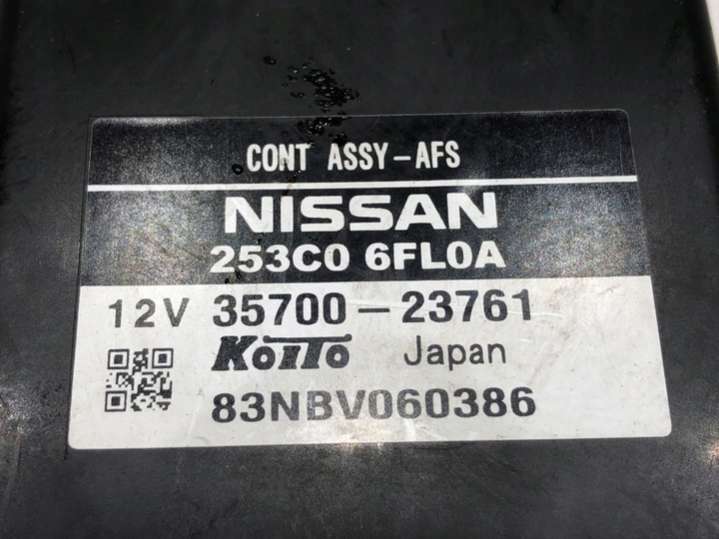 CONT ASSY-AFS
NISSAN
253C0 6FL0A
12V 35700-23761
KOITO Japan
83NBV060386